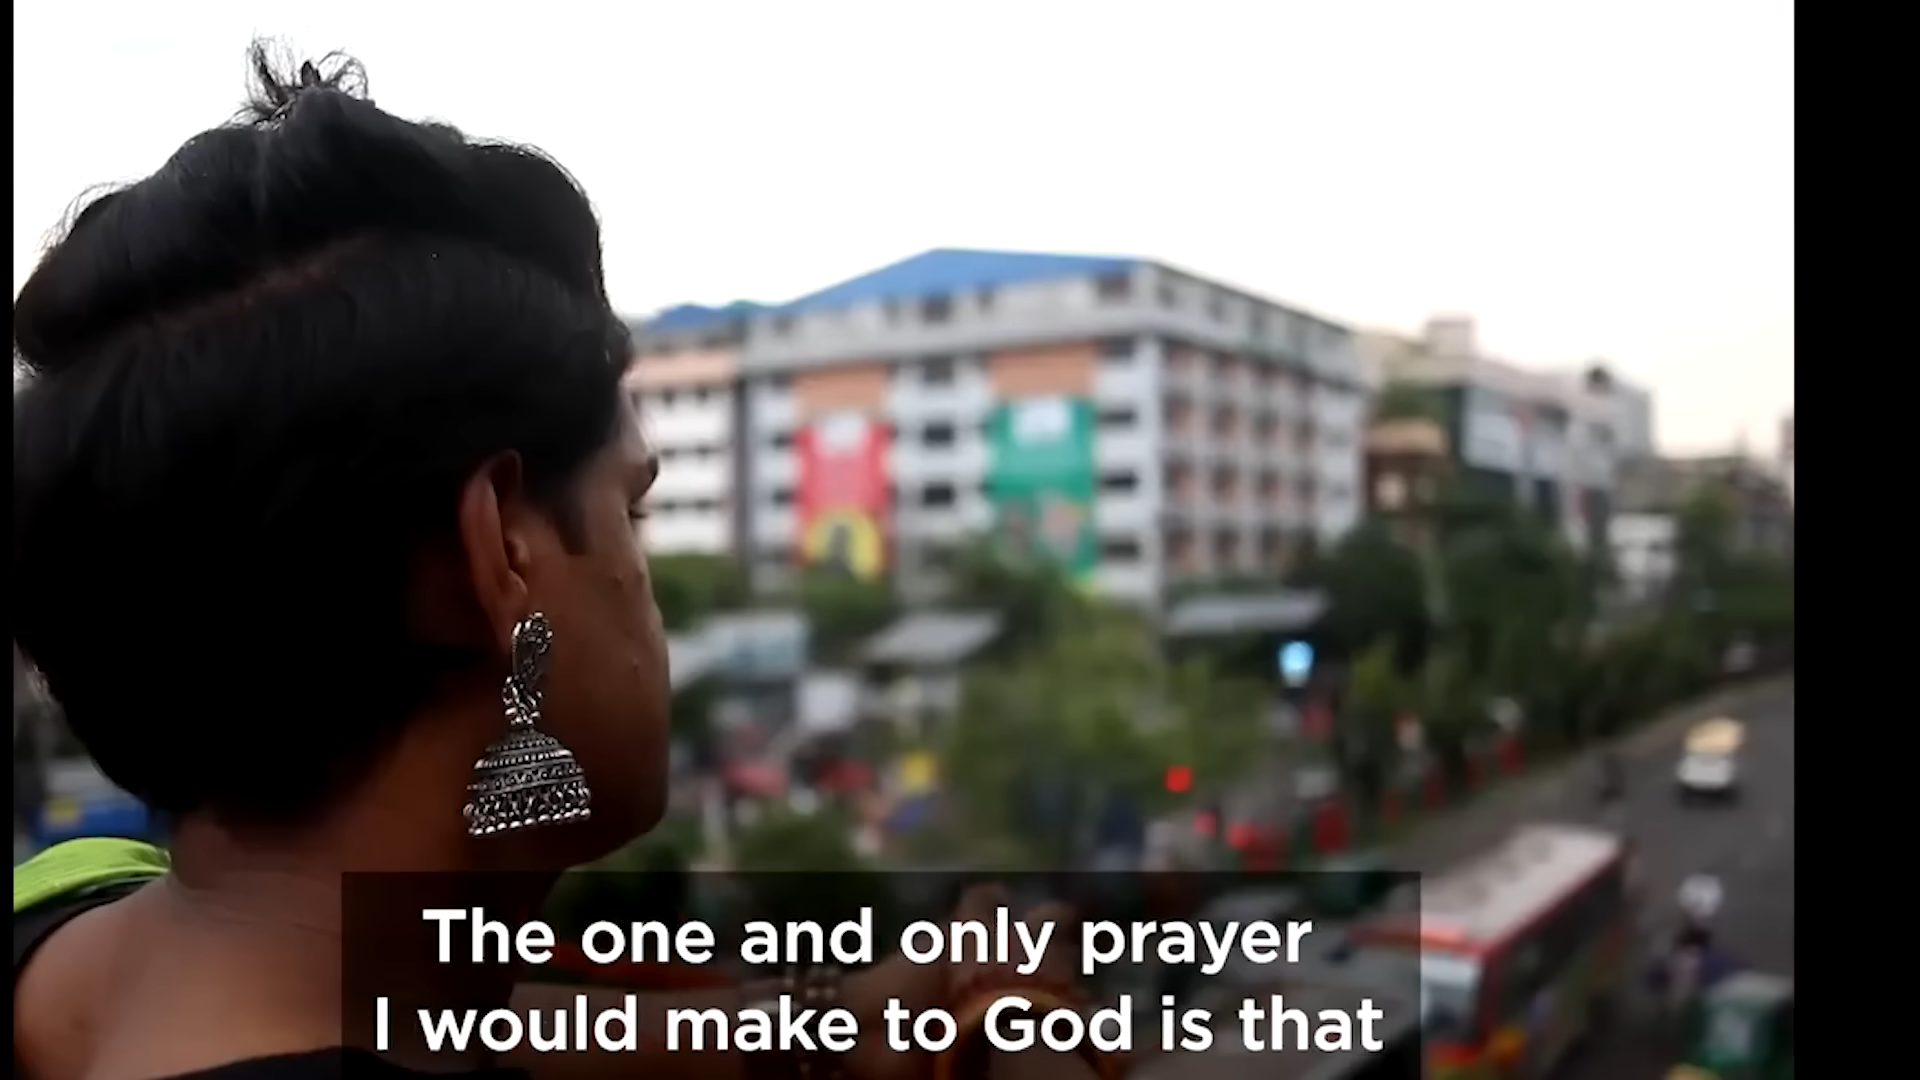 The one and only prayer
I would make to God is that